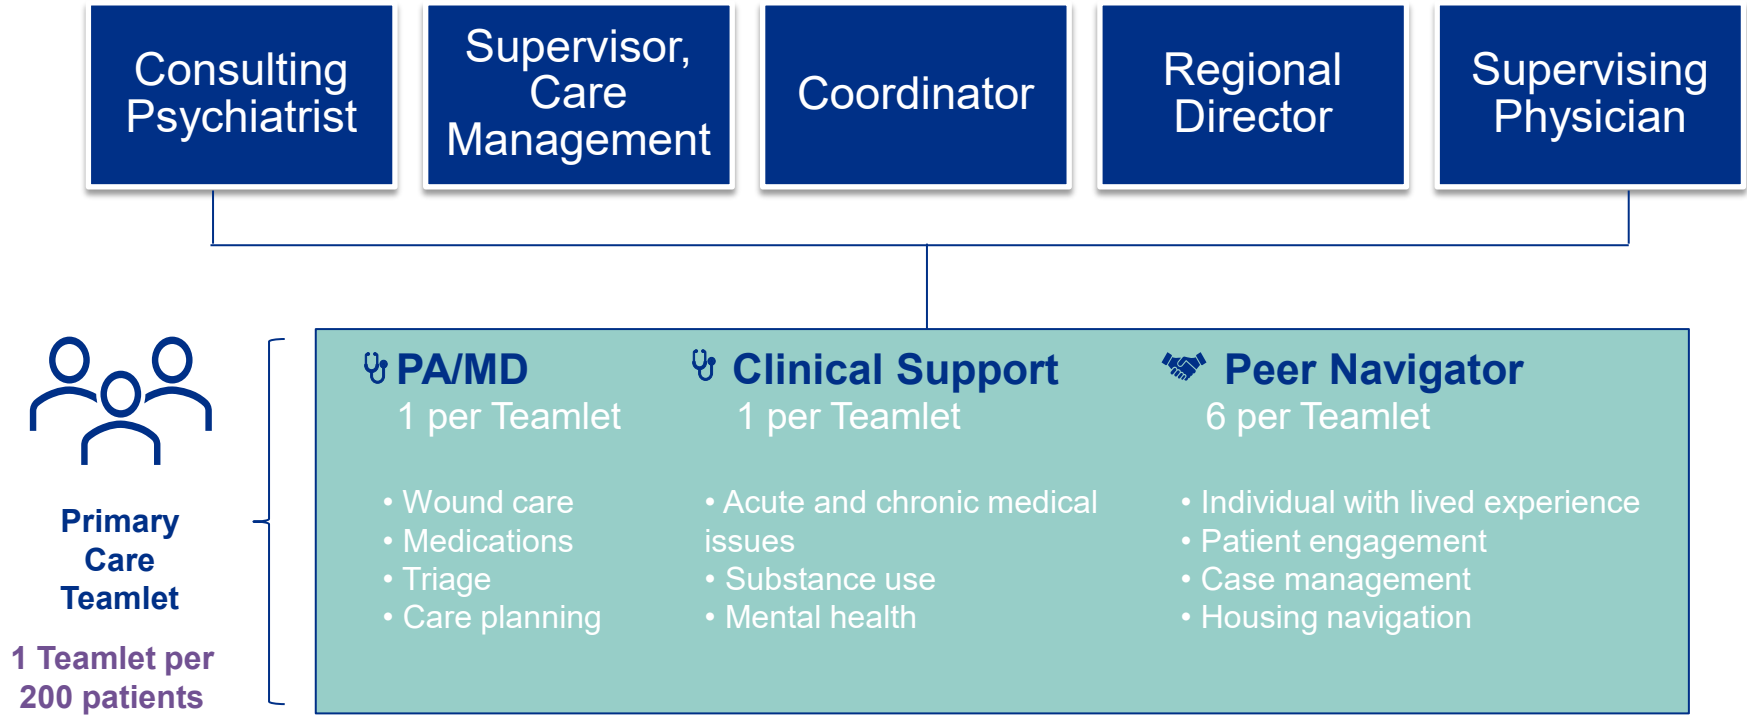 Consulting
Psychiatrist
Supervisor,
Care
Management
Coordinator
Regional
Director
Supervising
Physician
Primary
Care
Teamlet
1 Teamlet per
200 patients
PA/MD
1 per Teamlet
• Wound care
• Medications
• Triage
• Care planning
Clinical Support
1 per Teamlet
• Acute and chronic medical
issues
• Substance use
• Mental health
Peer Navigator
6 per Teamlet
• Individual with lived experience
• Patient engagement
• Case management
• Housing navigation